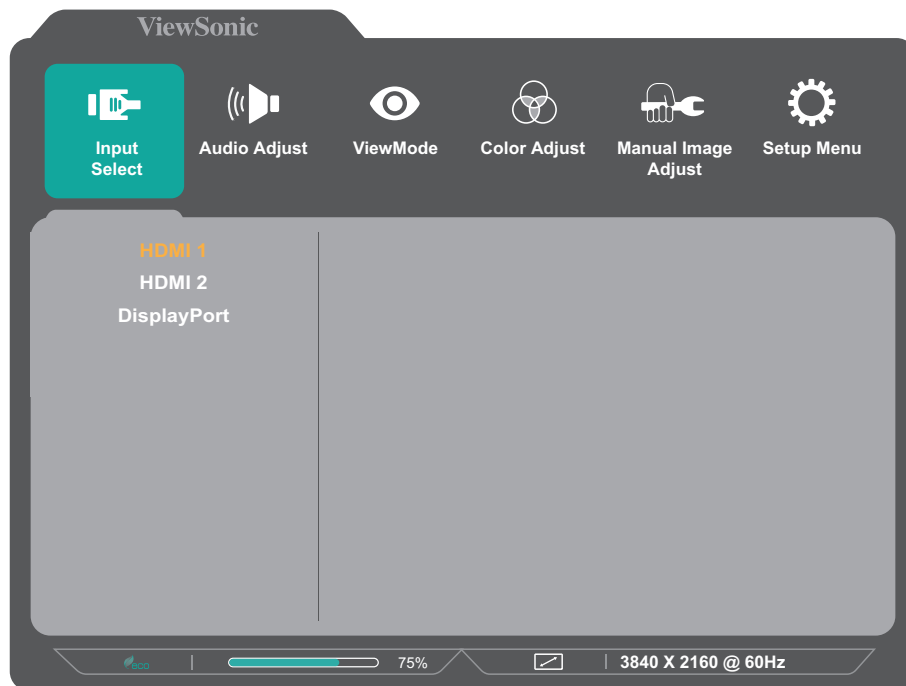 ViewSonic
Input
Select
Audio Adjust
ViewMode
Color Adjust
Manual Image
Adjust
Setup Menu
HDMI 1
HDMI 2
DisplayPort
ECO
75%
3840 X 2160 @ 60Hz